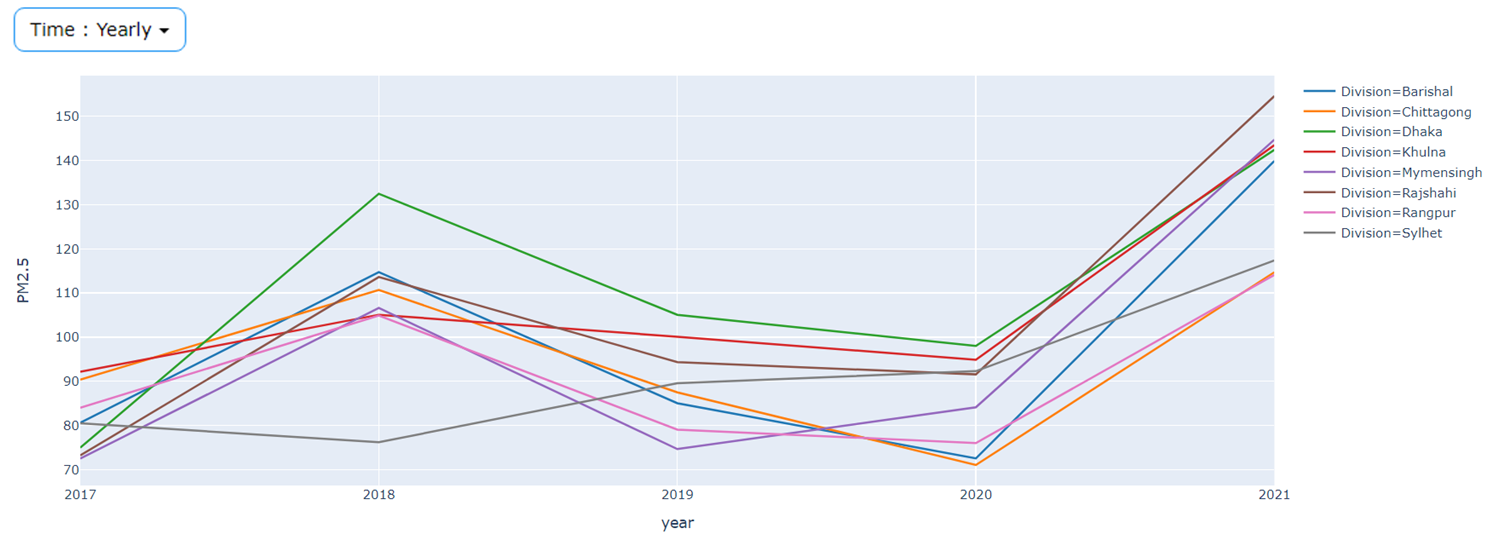 Time : Yearly
150
140
130
120
110
100
90
80
70
PM2.5
2017 2018 2019 2020 2021
year
Division=Barishal
Division=Chittagong
Division=Dhaka
Division=Khulna
Division=Mymensingh
Division=Rajshahi
Division=Rangpur
Division=Sylhet